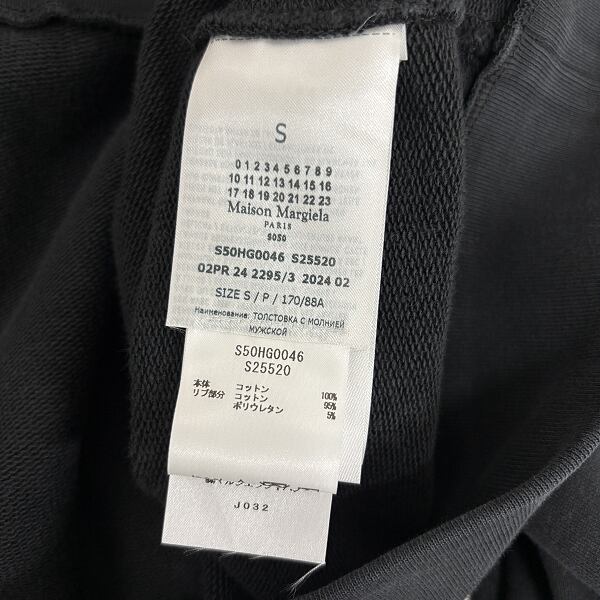 S
0 1 2 3 4 5 6 7 8 9
10 11 12 13 14 15 16
17 18 19 20 21 22 23
Maison Margiela
PARIS
S050
S50HG0046 S25520
02PR 24 2295/3 2024 02
SIZE S / P / 170/88A
Наименование: ТОЛСТОВКА С МОЛНИЕЙ
МУЖСКОЙ
S50HG0046
S25520
本体 コットン 100%
リブ部分 コットン 95%
ポリウレタン 5%
J032